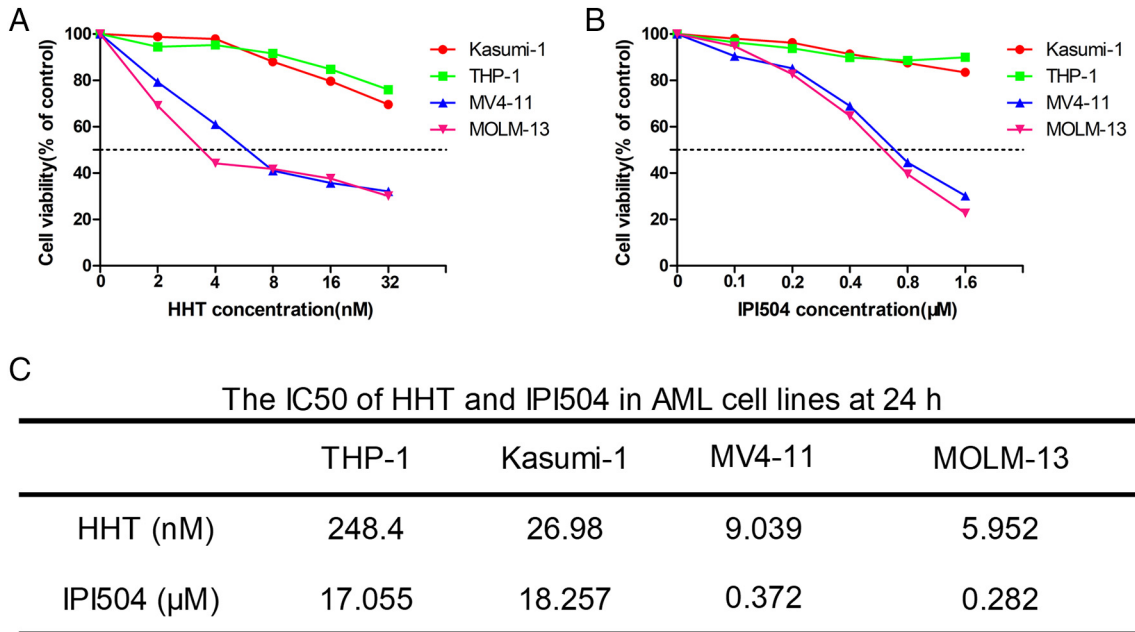 A
Cell viability(% of control)
100
80
60
40
20
0
0 2 4 8 16 32
HHT concentration(nM)
Kasumi-1
THP-1
MV4-11
MOLM-13
B
Cell viability(% of control)
100
80
60
40
20
0
0 0.1 0.2 0.4 0.8 1.6
IPI504 concentration(μM)
Kasumi-1
THP-1
MV4-11
MOLM-13
C
The IC50 of HHT and IPI504 in AML cell lines at 24 h
THP-1 Kasumi-1 MV4-11 MOLM-13
HHT (nM) 248.4 26.98 9.039 5.952
IPI504 (μM) 17.055 18.257 0.372 0.282